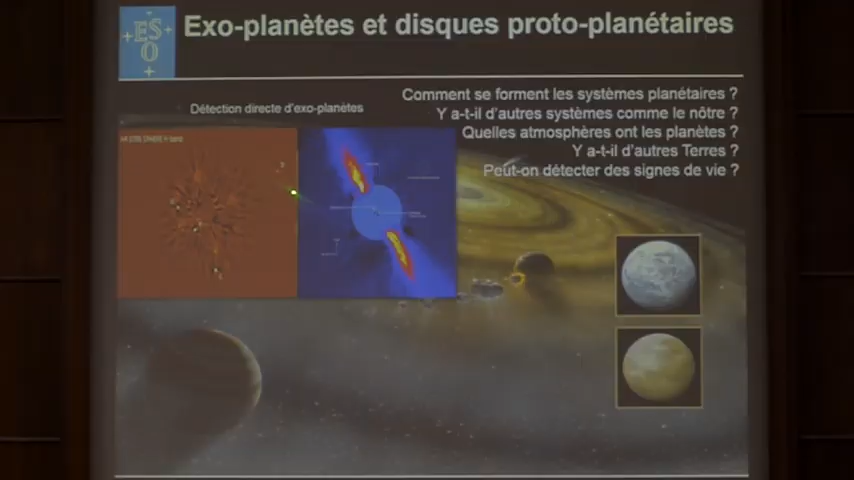 ES
O
Exo-planètes et disques proto-planétaires
Comment se forment les systèmes planétaires ?
Détection directe d'exo-planètes
Y a-t-il d'autres systèmes comme le nôtre ?
Quelles atmosphères ont les planètes ?
Y a-t-il d'autres Terres ?
Peut-on détecter des signes de vie ?